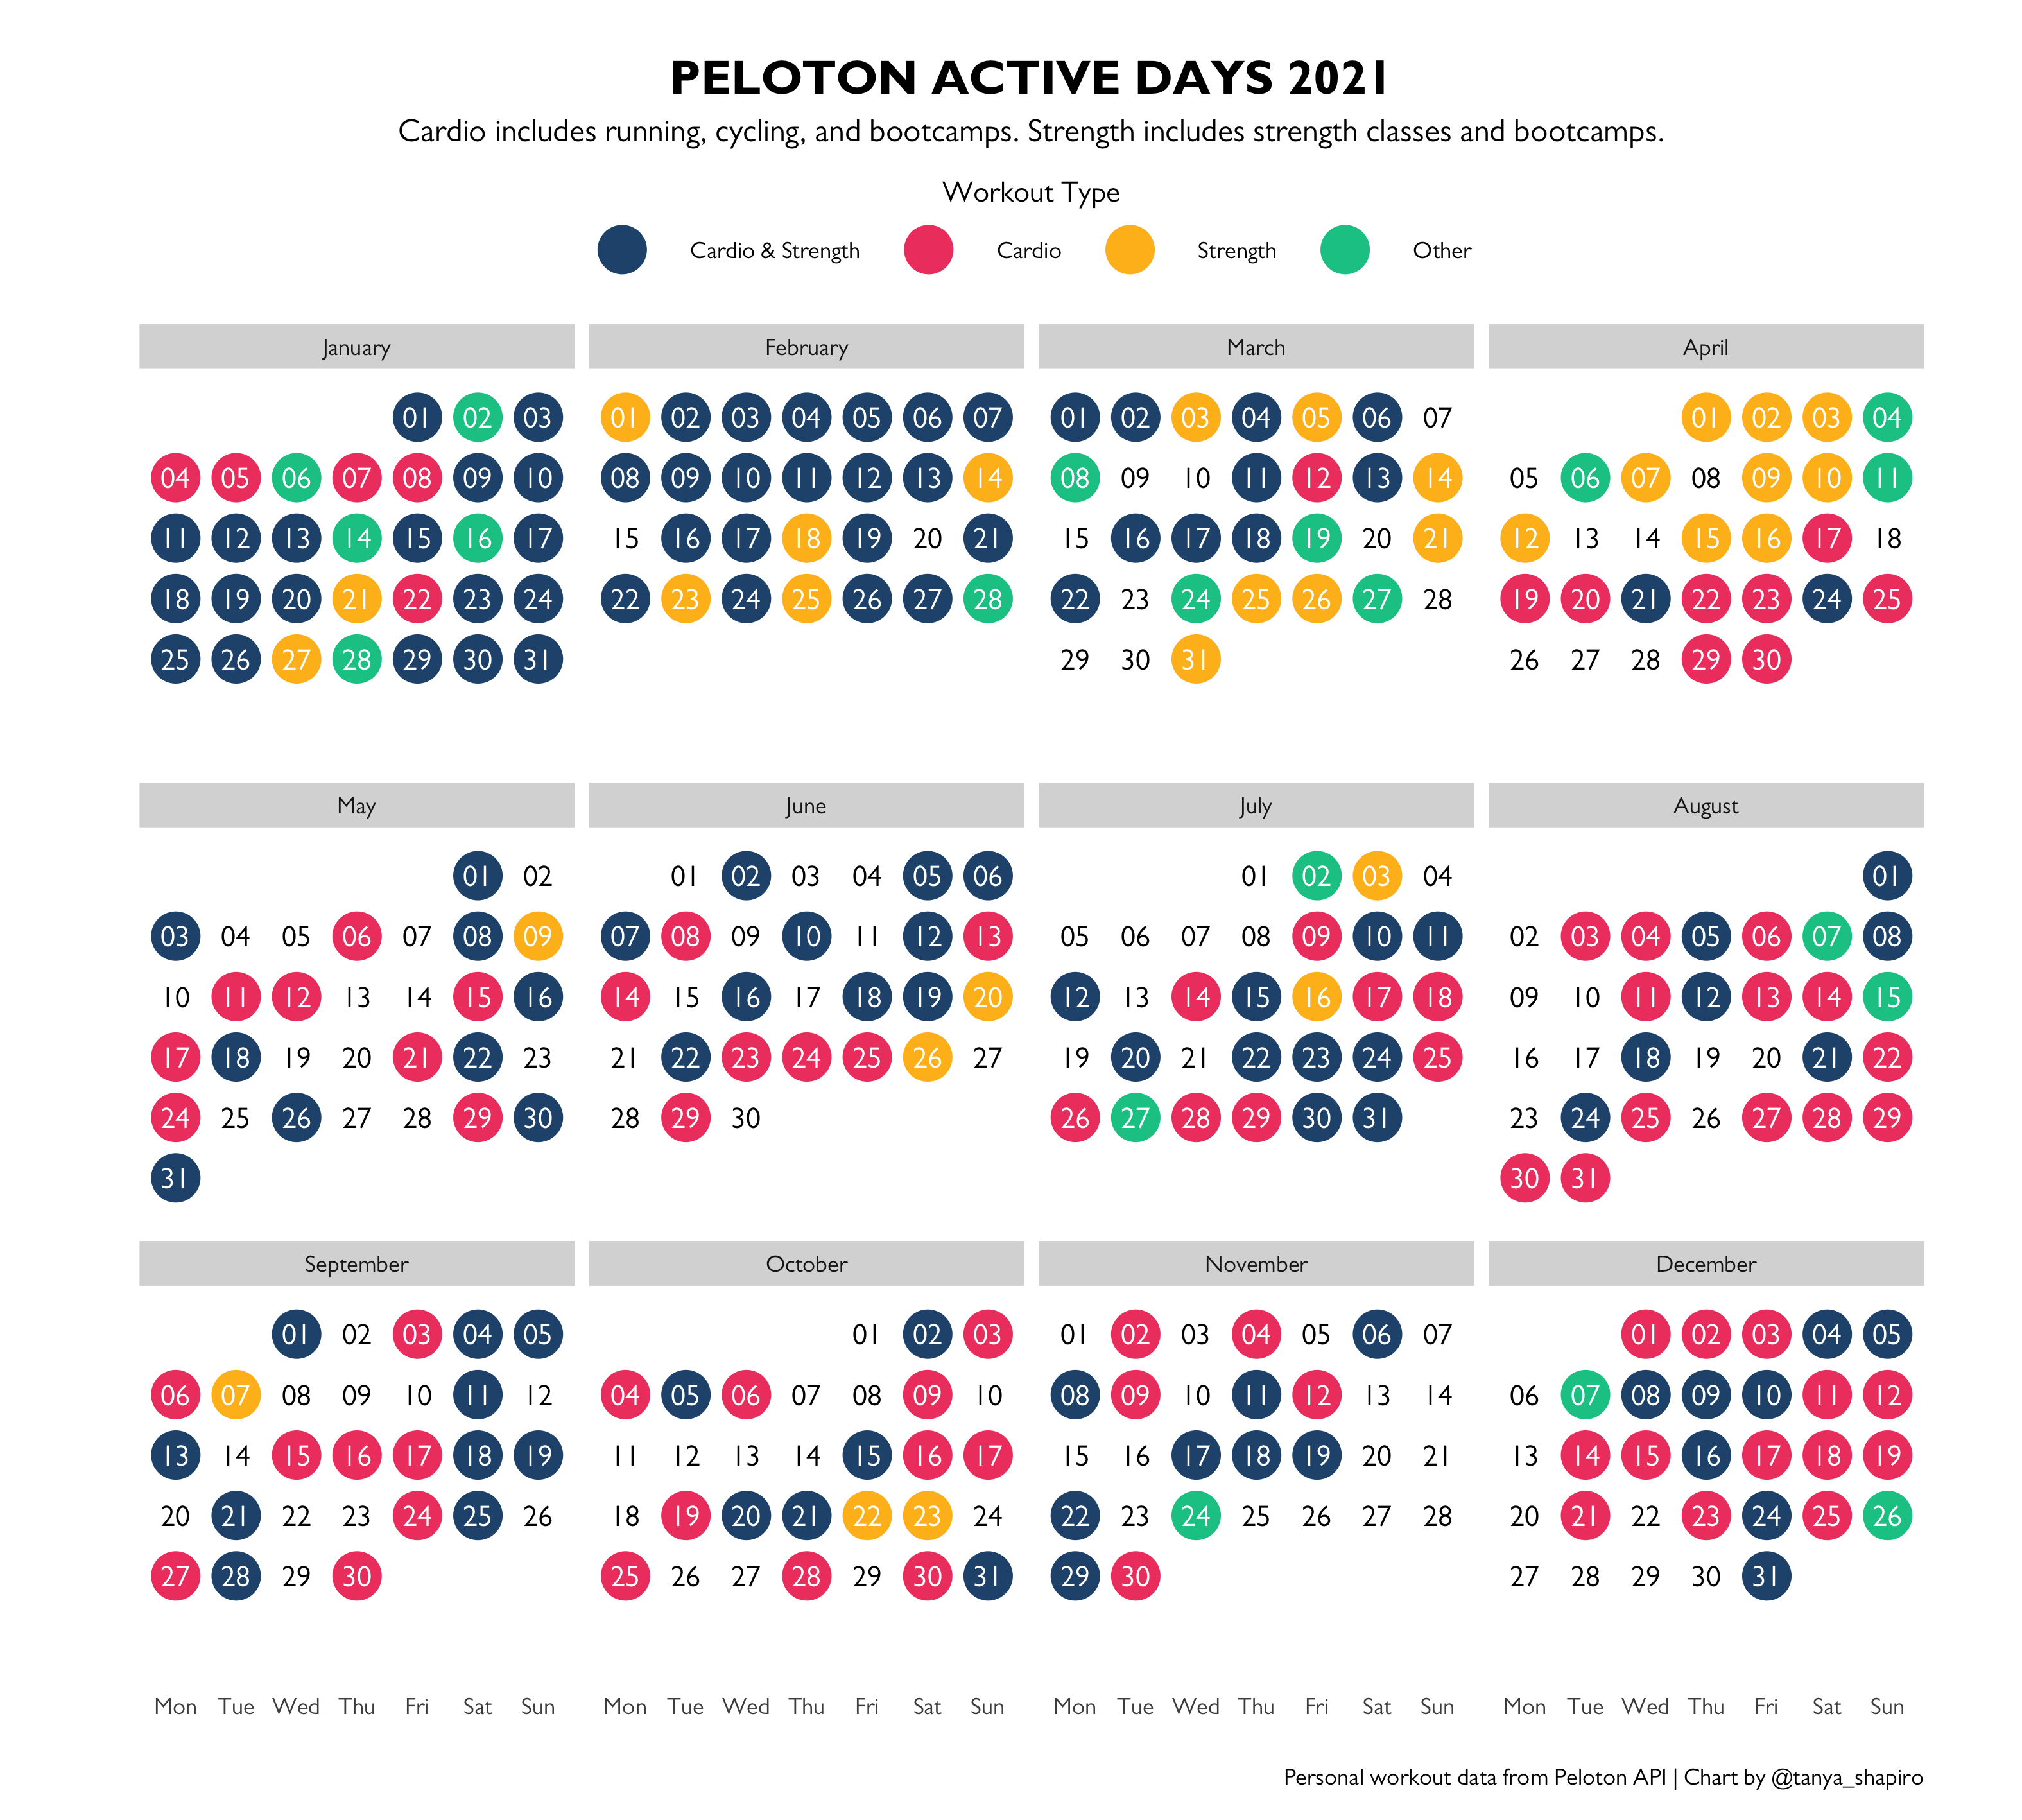 PELOTON ACTIVE DAYS 2021
Cardio includes running, cycling, and bootcamps. Strength includes strength classes and bootcamps.
Workout Type
Cardio & Strength Cardio Strength Other
January February March April
01 02 03 01 02 03 04 05 06 07 01 02 03 04 05 06 07 01 02 03 04
04 05 06 07 08 09 10 08 09 10 11 12 13 14 08 09 10 11 12 13 14 05 06 07 08 09 10 11
11 12 13 14 15 16 17 15 16 17 18 19 20 21 15 16 17 18 19 20 21 12 13 14 15 16 17 18
18 19 20 21 22 23 24 22 23 24 25 26 27 28 22 23 24 25 26 27 28 19 20 21 22 23 24 25
25 26 27 28 29 30 31 29 30 31 26 27 28 29 30
May June July August
01 02 01 02 03 04 05 06 01 02 03 04 01
03 04 05 06 07 08 09 07 08 09 10 11 12 13 05 06 07 08 09 10 11 02 03 04 05 06 07 08
10 11 12 13 14 15 16 14 15 16 17 18 19 20 12 13 14 15 16 17 18 09 10 11 12 13 14 15
17 18 19 20 21 22 23 21 22 23 24 25 26 27 19 20 21 22 23 24 25 16 17 18 19 20 21 22
24 25 26 27 28 29 30 28 29 30 26 27 28 29 30 31 23 24 25 26 27 28 29
31 30 31
September October November December
01 02 03 04 05 01 02 03 01 02 03 04 05 06 07 01 02 03 04 05
06 07 08 09 10 11 12 04 05 06 07 08 09 10 08 09 10 11 12 13 14 06 07 08 09 10 11 12
13 14 15 16 17 18 19 11 12 13 14 15 16 17 15 16 17 18 19 20 21 13 14 15 16 17 18 19
20 21 22 23 24 25 26 18 19 20 21 22 23 24 22 23 24 25 26 27 28 20 21 22 23 24 25 26
27 28 29 30 25 26 27 28 29 30 31 29 30 27 28 29 30 31
Mon Tue Wed Thu Fri Sat Sun Mon Tue Wed Thu Fri Sat Sun Mon Tue Wed Thu Fri Sat Sun Mon Tue Wed Thu Fri Sat Sun
Personal workout data from Peloton API | Chart by @tanya_shapiro